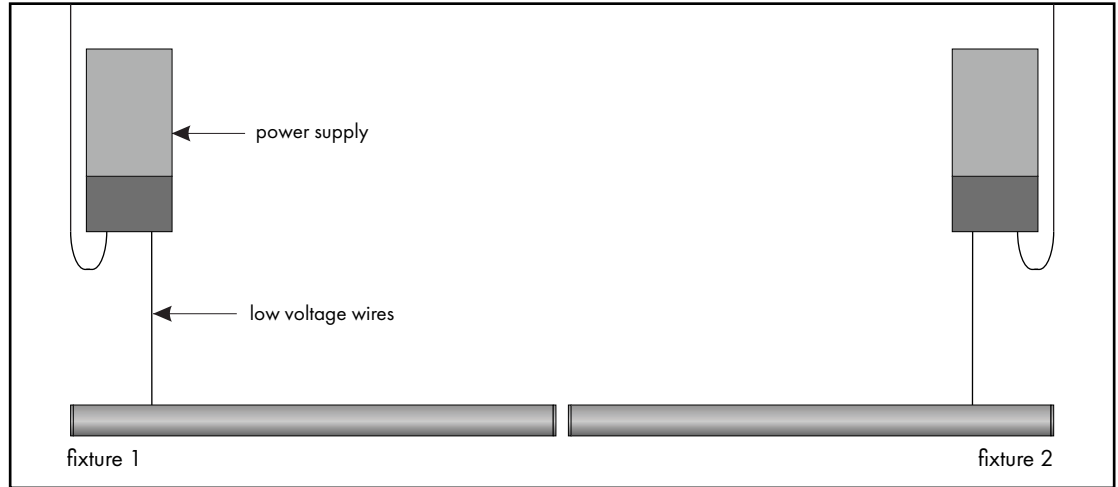 power supply
low voltage wires
fixture 1
fixture 2